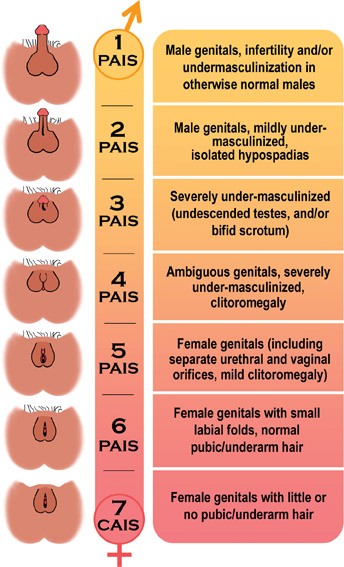 1
PAIS
Male genitals, infertility and/or
undermasculinization in
otherwise normal males
2
PAIS
Male genitals, mildly under-
masculinized,
isolated hypospadias
3
PAIS
Severely under-masculinized
(undescended testes, and/or
bifid scrotum)
4
PAIS
Ambiguous genitals, severely
under-masculinized,
clitoromegaly
5
PAIS
Female genitals (including
separate urethral and vaginal
orifices, mild clitoromegaly)
6
PAIS
Female genitals with small
labial folds, normal
pubic/underarm hair
7
CAIS
Female genitals with little or
no pubic/underarm hair